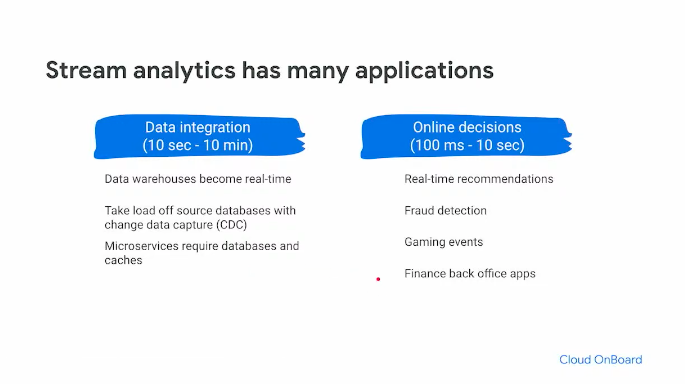 Stream analytics has many applications
Data integration
(10 sec - 10 min)
Data warehouses become real-time
Take load off source databases with
change data capture (CDC)
Microservices require databases and
caches
Online decisions
(100 ms - 10 sec)
Real-time recommendations
Fraud detection
Gaming events
Finance back office apps
Cloud OnBoard